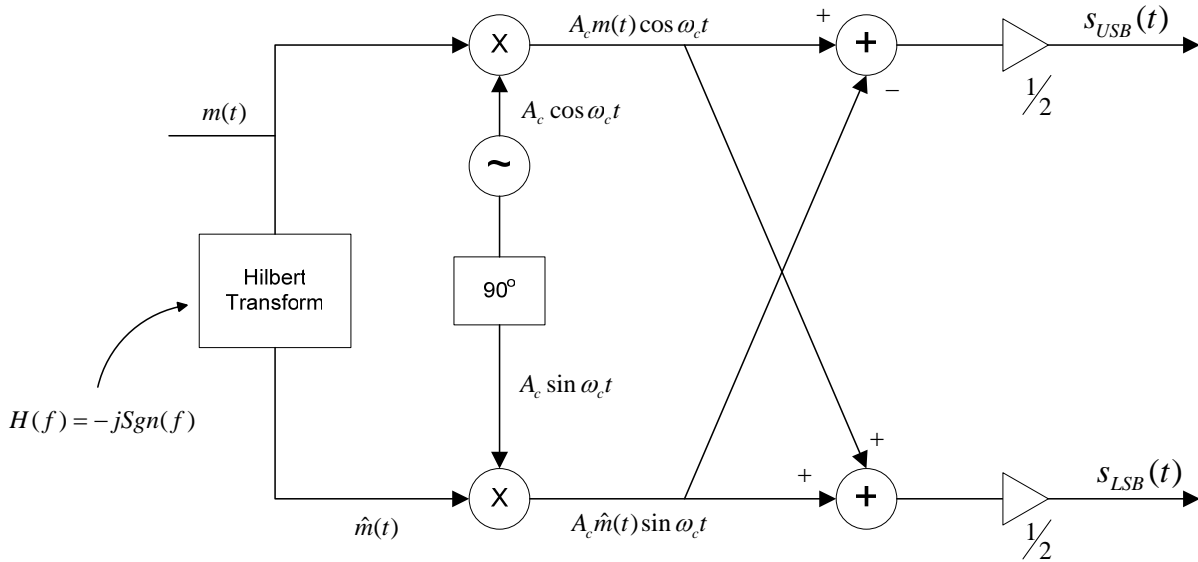 A_c m(t) cos ω_c t
+
s_USB(t)
X
+
−
1/2
m(t)
A_c cos ω_c t
~
Hilbert
Transform
90°
A_c sin ω_c t
H(f) = −jSgn(f)
+
+
s_LSB(t)
X
+
m̂(t)
A_c m̂(t) sin ω_c t
1/2